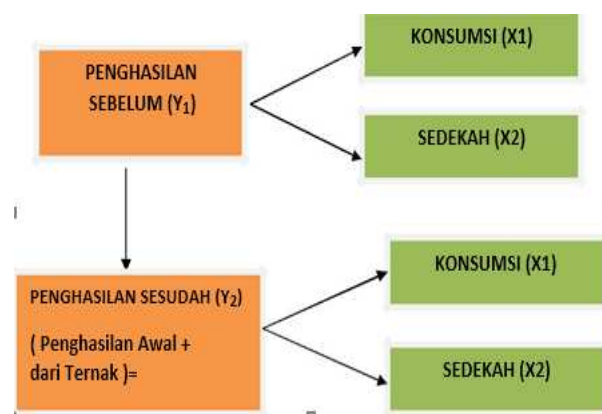 PENGHASILAN
SEBELUM (Y₁)
KONSUMSI (X1)
SEDEKAH (X2)
PENGHASILAN SESUDAH (Y₂)
( Penghasilan Awal +
dari Ternak )=
KONSUMSI (X1)
SEDEKAH (X2)